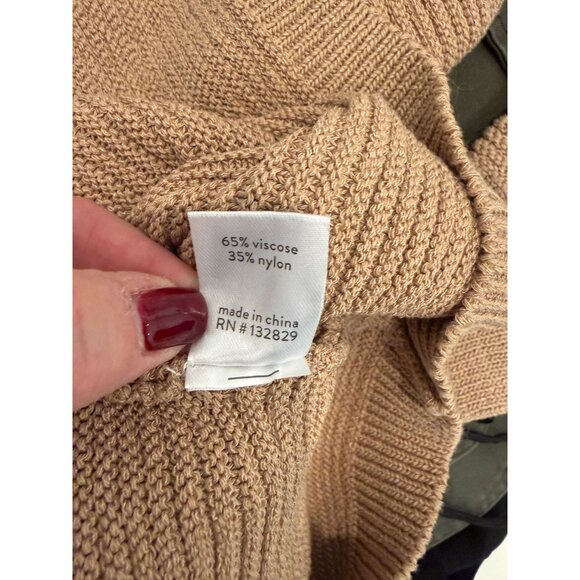 65% viscose
35% nylon
made in china
RN #132829